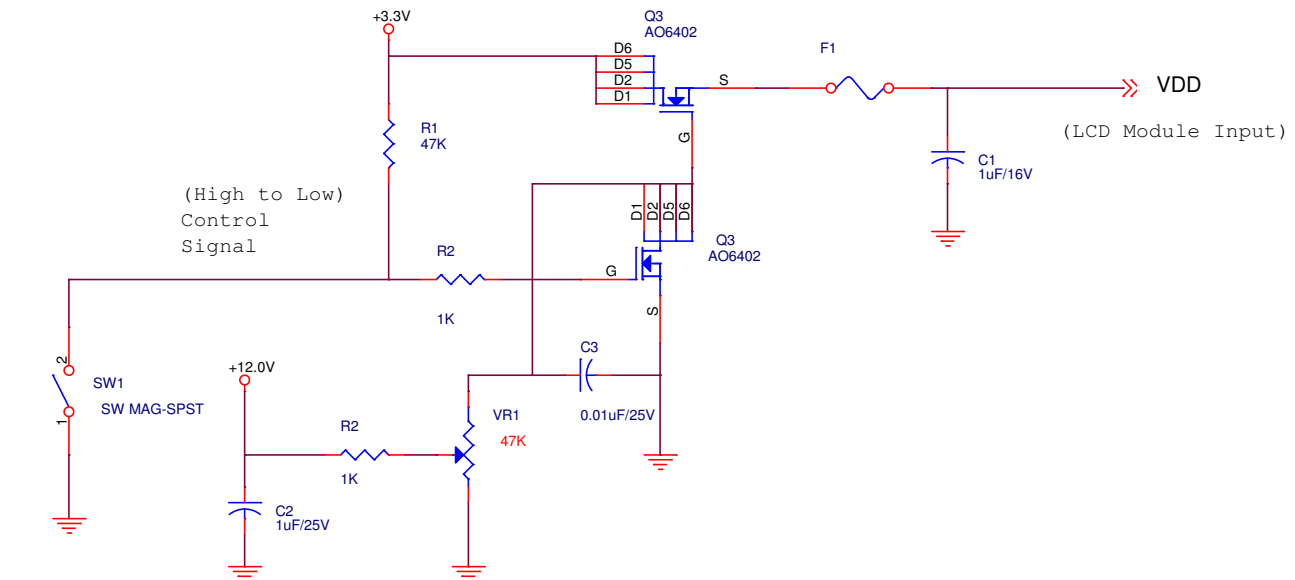 +3.3V
Q3
AO6402
D6
D5
D2
D1
S
G
F1
VDD
(LCD Module Input)
C1
1uF/16V
R1
47K
(High to Low)
Control
Signal
D1
D2
D5
D6
Q3
AO6402
G
S
R2
1K
2
1
SW1
SW MAG-SPST
+12.0V
R2
1K
C2
1uF/25V
VR1
47K
C3
0.01uF/25V